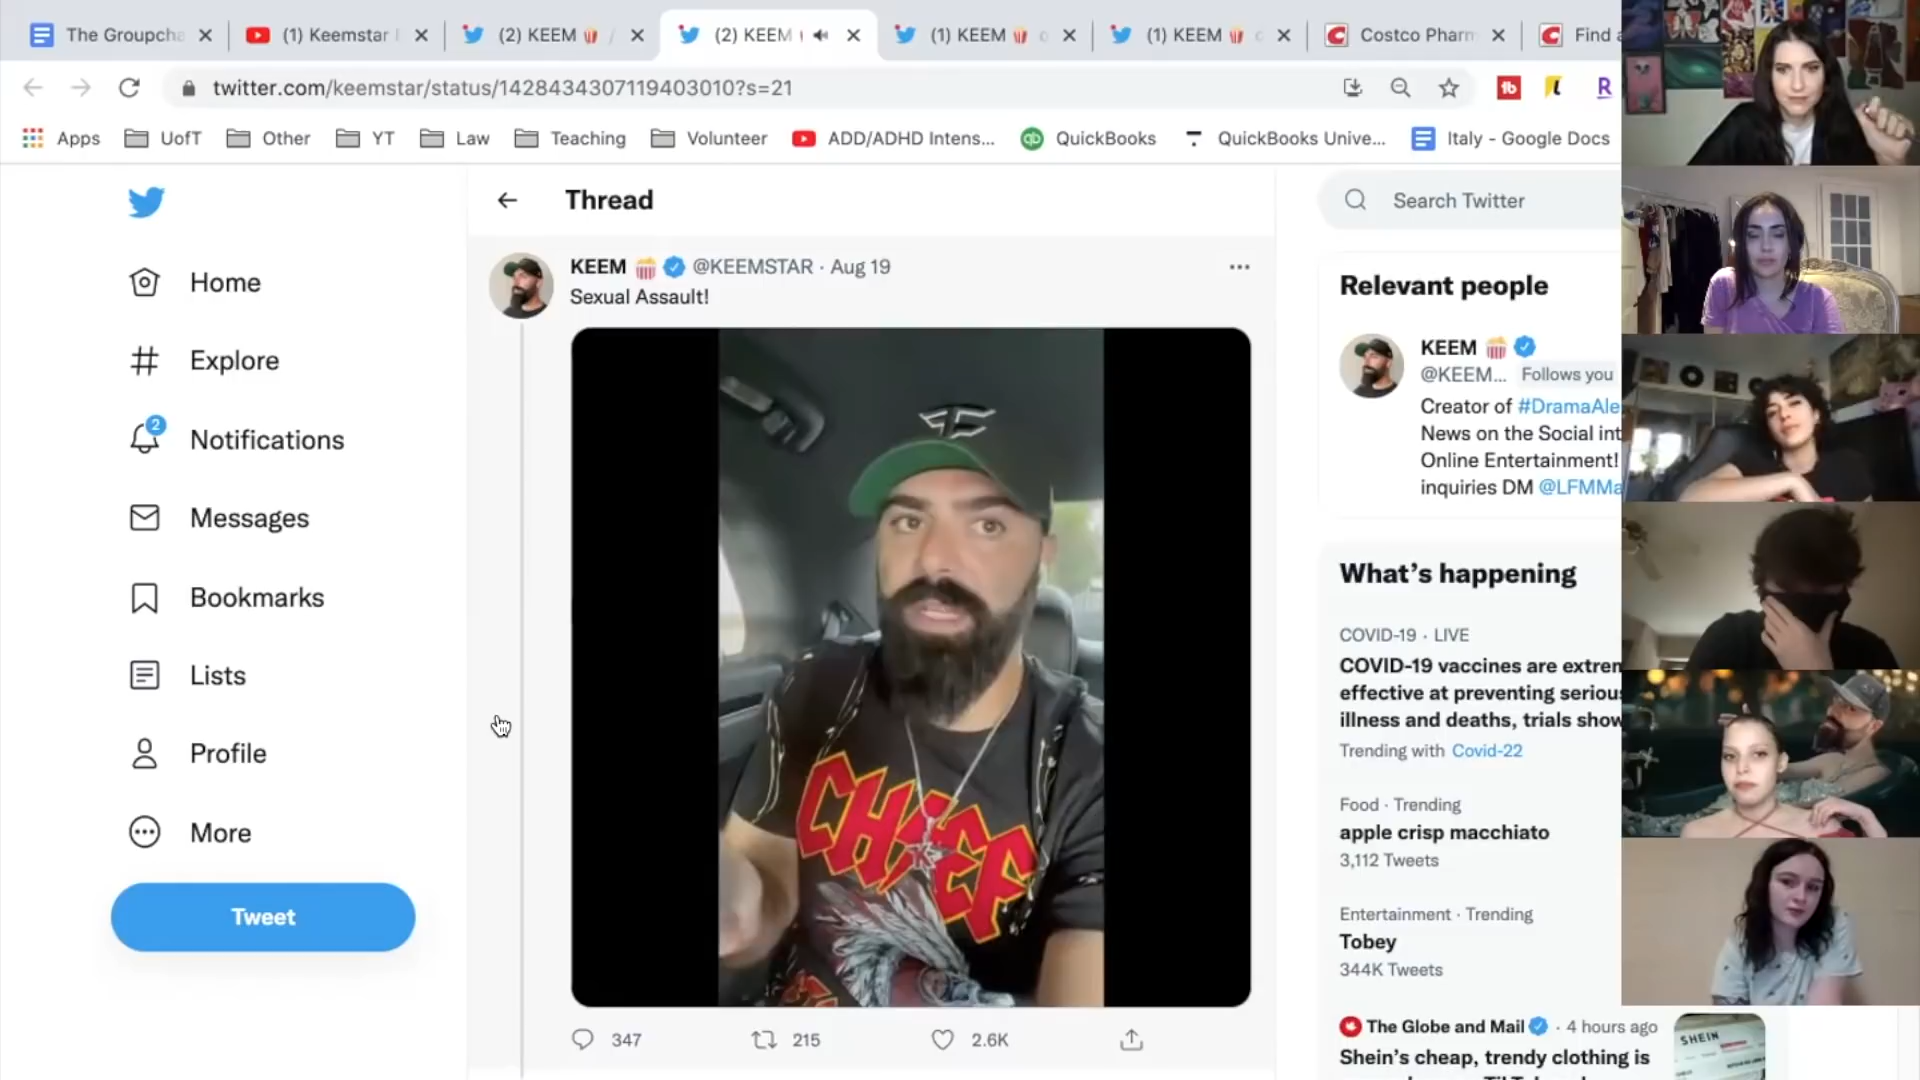 The Groupcha
(1) Keemstar
(2) KEEM
(2) KEEM
(1) KEEM
(1) KEEM
Costco Pharm
Find a
twitter.com/keemstar/status/1428434307119403010?s=21
Apps
UofT
Other
YT
Law
Teaching
Volunteer
ADD/ADHD Intens...
QuickBooks
QuickBooks Unive...
Italy - Google Docs
Home
Explore
2
Notifications
Messages
Bookmarks
Lists
Profile
More
Tweet
Thread
KEEM 🍿 @KEEMSTAR · Aug 19
Sexual Assault!
CHIEF
347
215
2.6K
Search Twitter
Relevant people
KEEM 🍿
@KEEM... Follows you
Creator of #DramaAle
News on the Social int
Online Entertainment!
inquiries DM @LFMMa
What's happening
COVID-19 · LIVE
COVID-19 vaccines are extrem
effective at preventing seriou
illness and deaths, trials show
Trending with Covid-22
Food · Trending
apple crisp macchiato
3,112 Tweets
Entertainment · Trending
Tobey
344K Tweets
The Globe and Mail · 4 hours ago
Shein's cheap, trendy clothing is
SHEIN